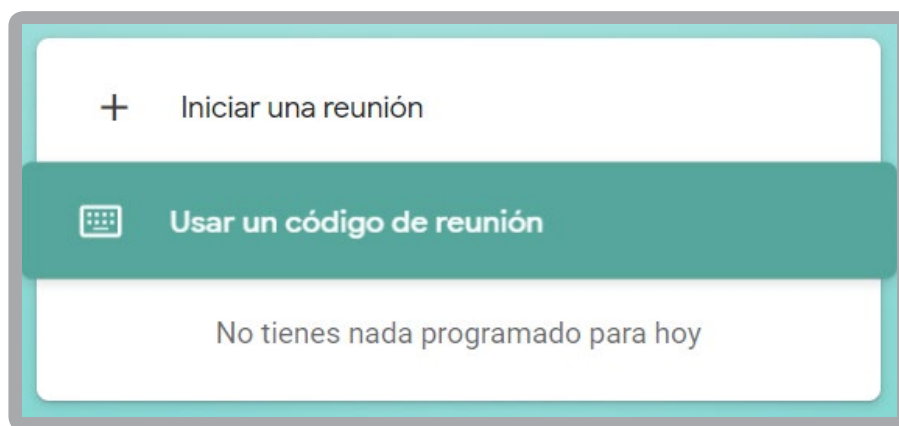 Iniciar una reunión
Usar un código de reunión
No tienes nada programado para hoy